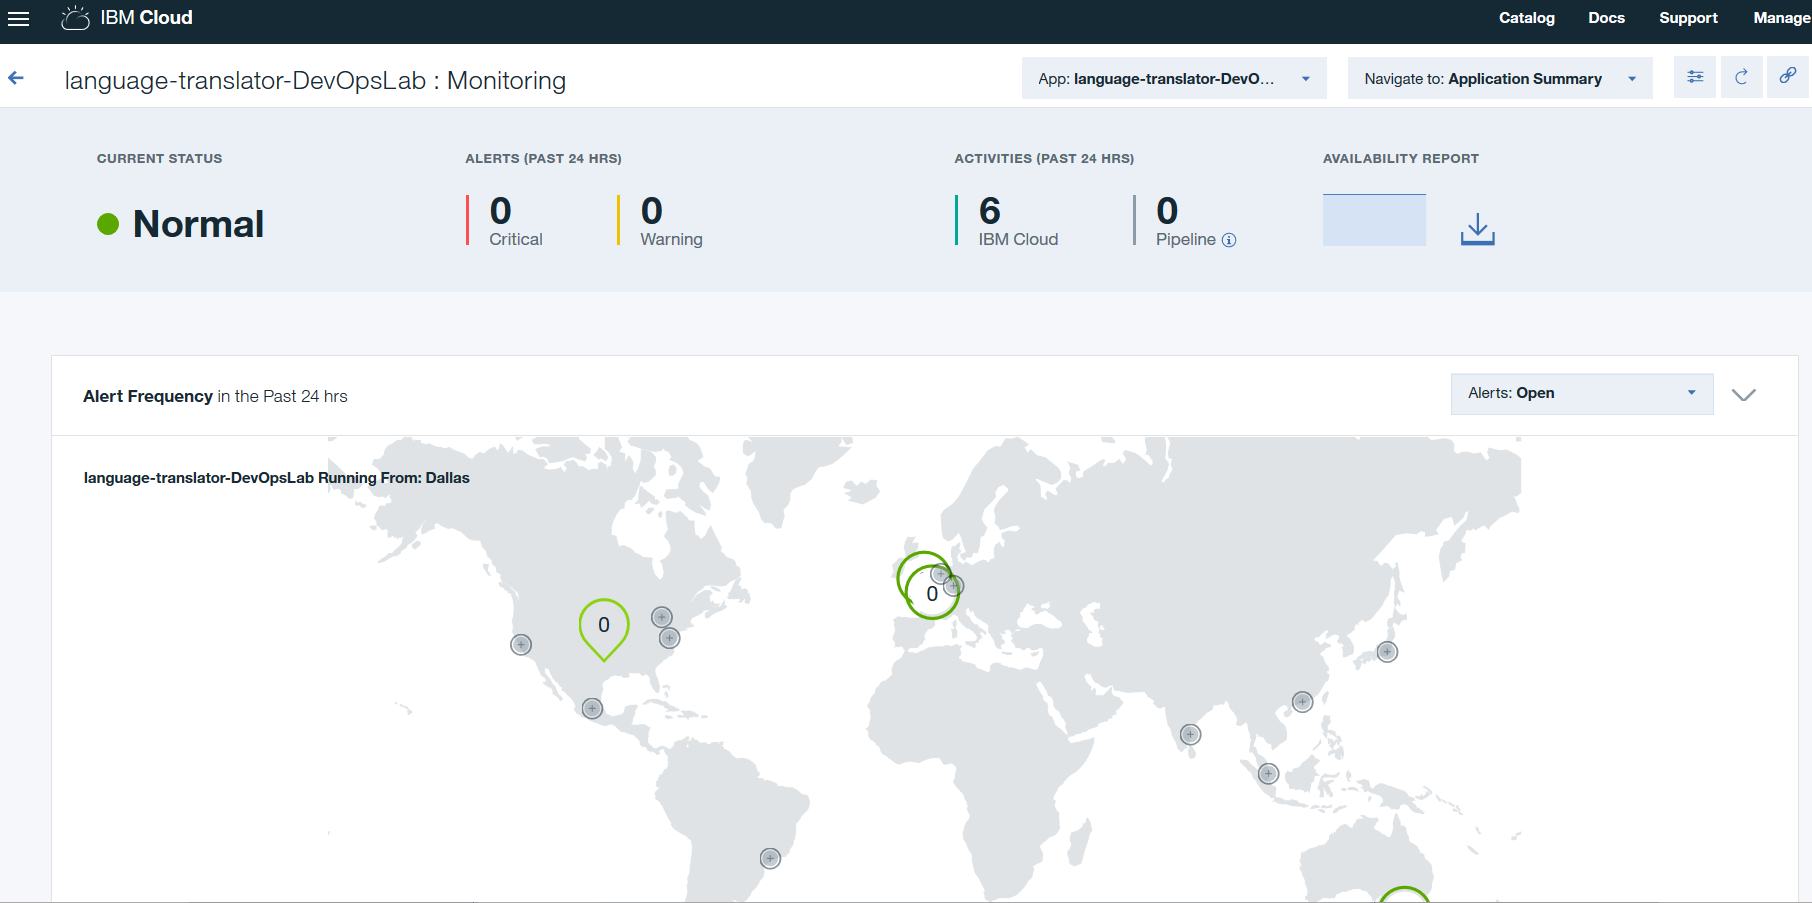 IBM Cloud
Catalog Docs Support Manage
language-translator-DevOpsLab : Monitoring
App: language-translator-DevO...
Navigate to: Application Summary
CURRENT STATUS
Normal
ALERTS (PAST 24 HRS)
0
Critical
0
Warning
ACTIVITIES (PAST 24 HRS)
6
IBM Cloud
0
Pipeline
AVAILABILITY REPORT
Alert Frequency in the Past 24 hrs
Alerts: Open
language-translator-DevOpsLab Running From: Dallas
0
0